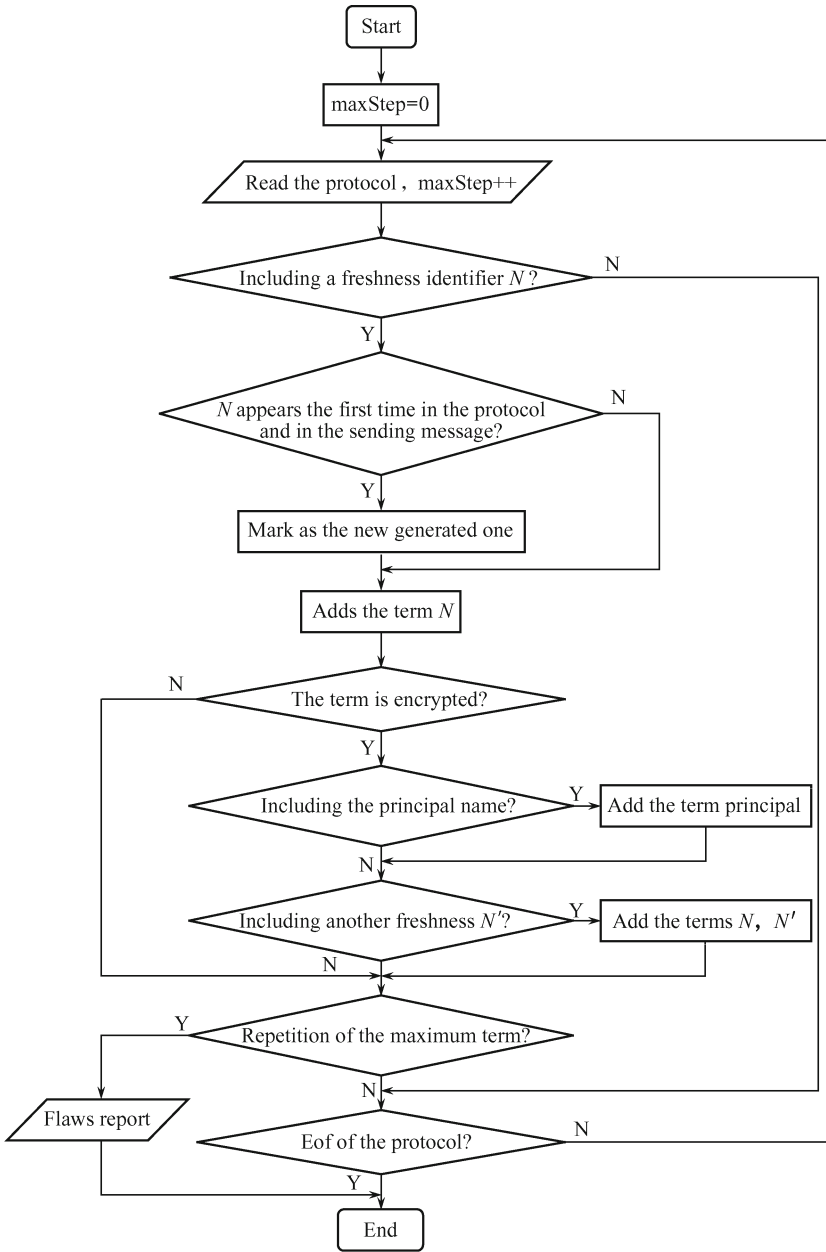 Start
maxStep=0
Read the protocol, maxStep++
Including a freshness identifier N?
N
Y
N appears the first time in the protocol
and in the sending message?
N
Y
Mark as the new generated one
Adds the term N
The term is encrypted?
N
Y
Including the principal name?
Y
Add the term principal
N
Including another freshness N′?
Y
Add the terms N, N′
N
Repetition of the maximum term?
Y
N
Flaws report
Eof of the protocol?
N
Y
End